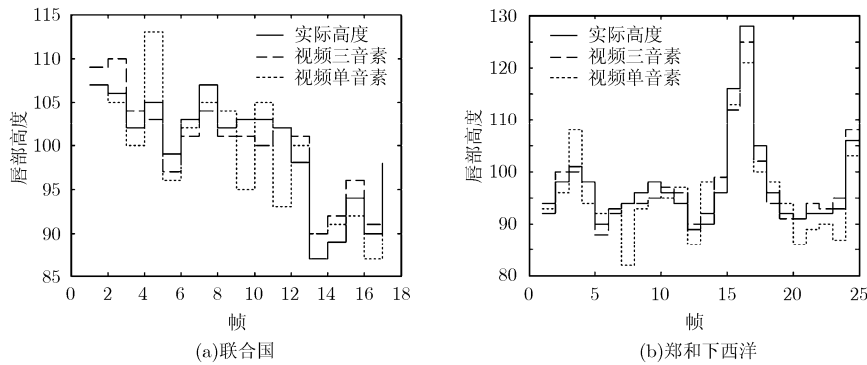 115
110
105
100
95
90
85
0 2 4 6 8 10 12 14 16 18
唇部高度
帧
实际高度
视频三音素
视频单音素
(a)联合国
130
120
110
100
90
80
0 5 10 15 20 25
唇部高度
帧
实际高度
视频三音素
视频单音素
(b)郑和下西洋